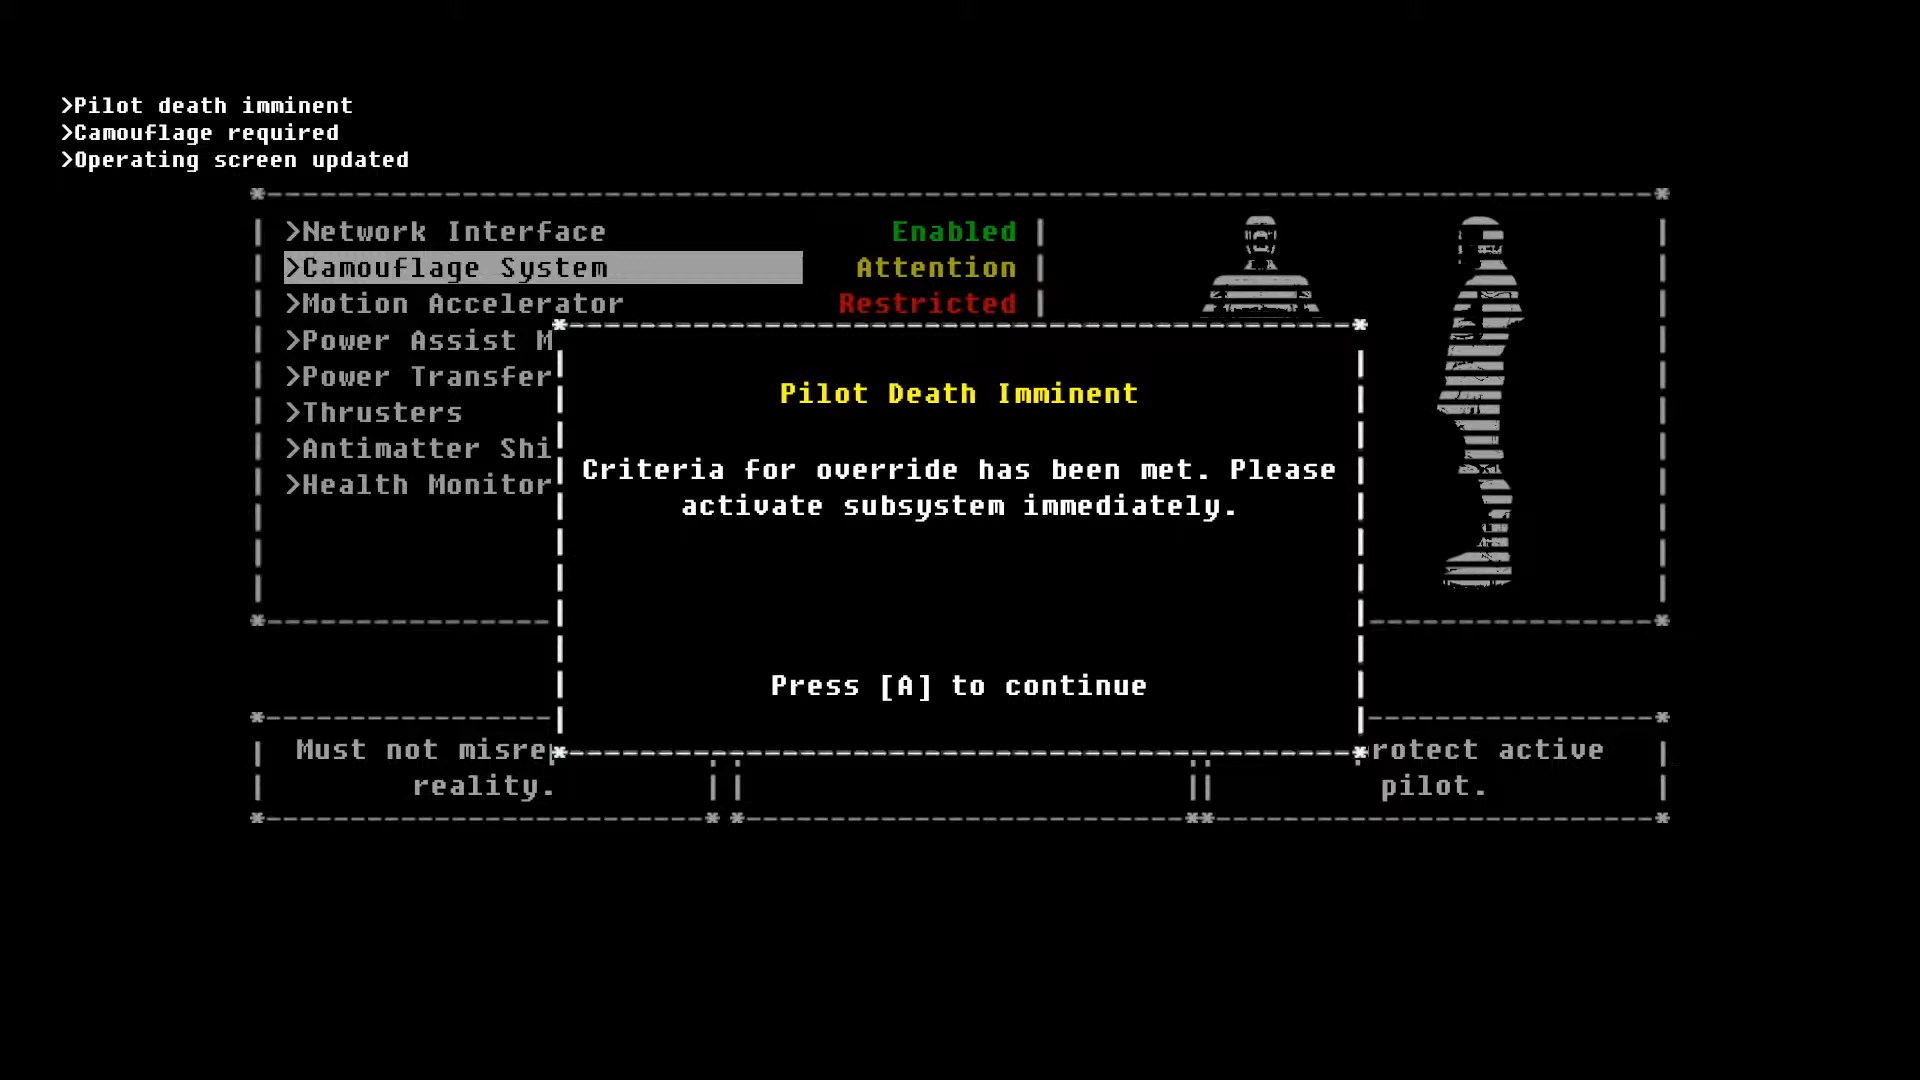 >Pilot death imminent
>Camouflage required
>Operating screen updated
>Network Interface Enabled
>Camouflage System Attention
>Motion Accelerator Restricted
>Power Assist M
>Power Transfer
>Thrusters
>Antimatter Shi
>Health Monitor
Pilot Death Imminent
Criteria for override has been met. Please
activate subsystem immediately.
Press [A] to continue
Must not misre
reality.
rotect active
pilot.